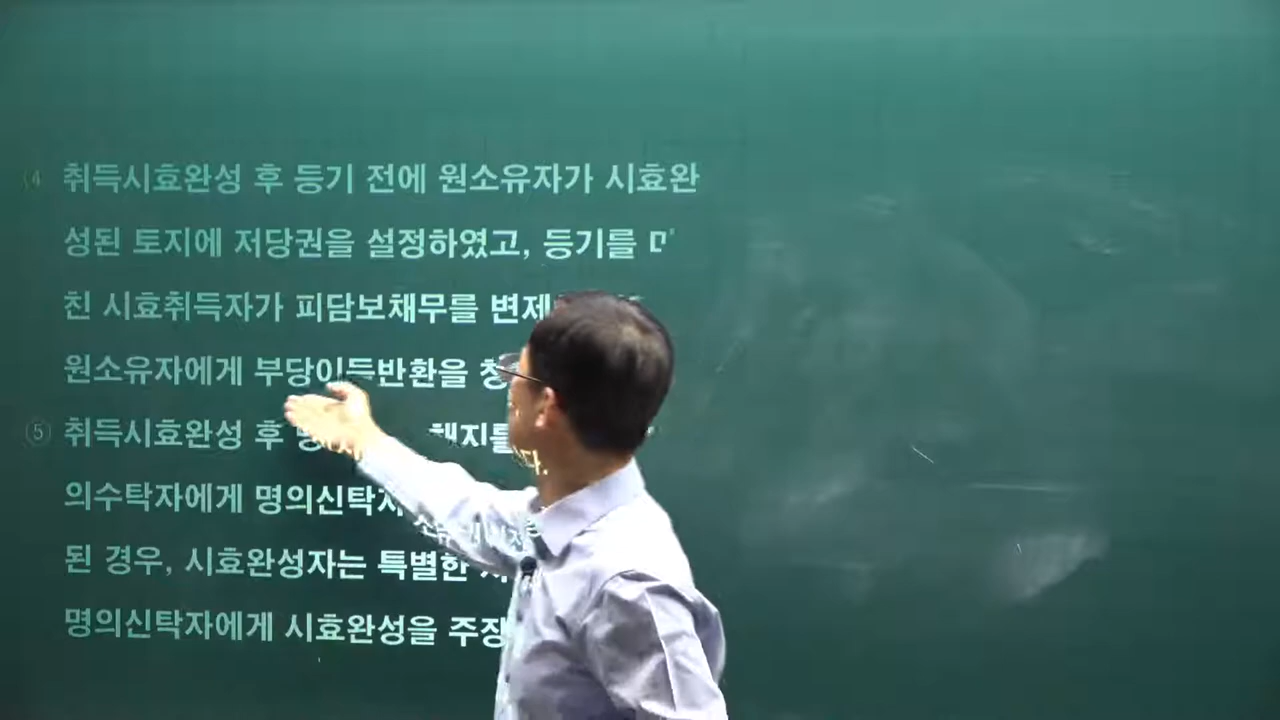 ④ 취득시효완성 후 등기 전에 원소유자가 시효완
성된 토지에 저당권을 설정하였고, 등기를
친 시효취득자가 피담보채무를 변제
원소유자에게 부당이득반환을
⑤ 취득시효완성 후 해지를
의수탁자에게 명의신탁자
된 경우, 시효완성자는 특별한
명의신탁자에게 시효완성을 주장